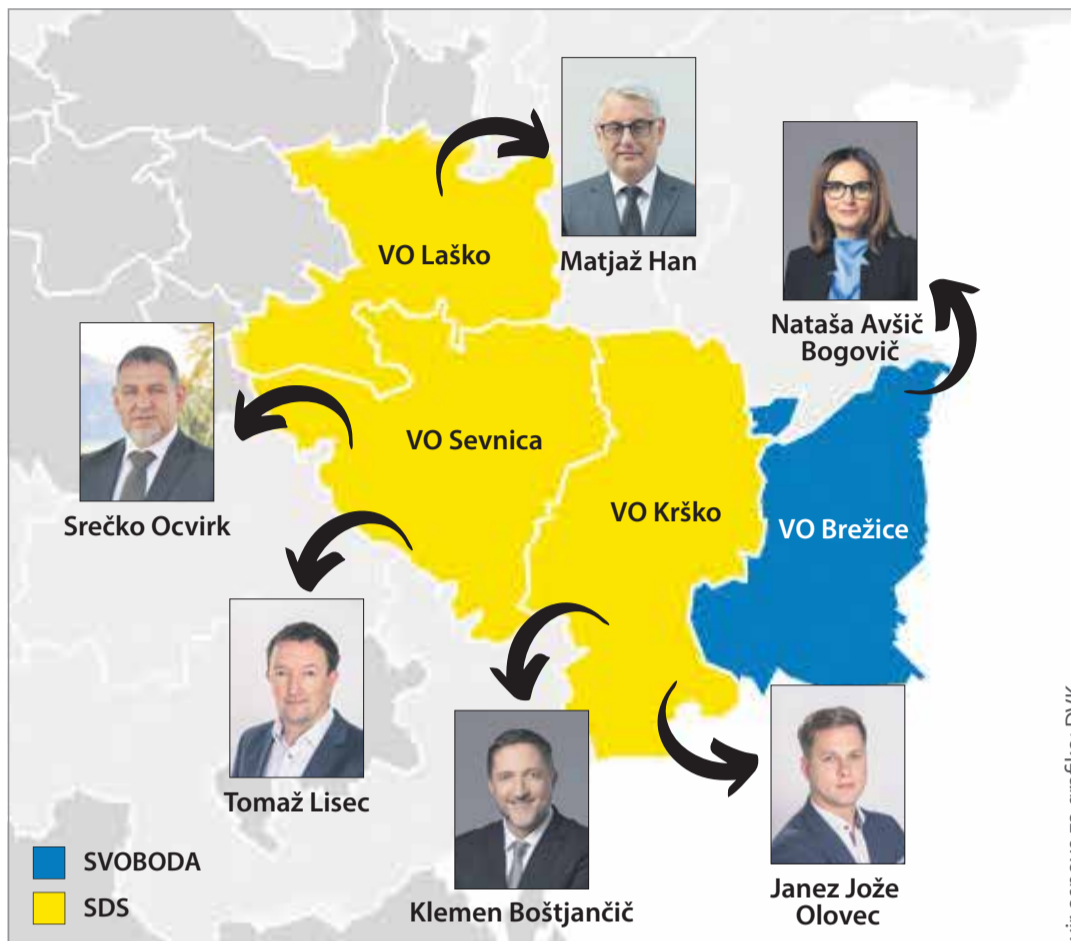 VO Laško
Matjaž Han
Nataša Avšič
Bogovič
Srečko Ocvirk
VO Sevnica
VO Krško
VO Brežice
Tomaž Lisec
Klemen Boštjančič
Janez Jože
Olovec
SVOBODA
SDS